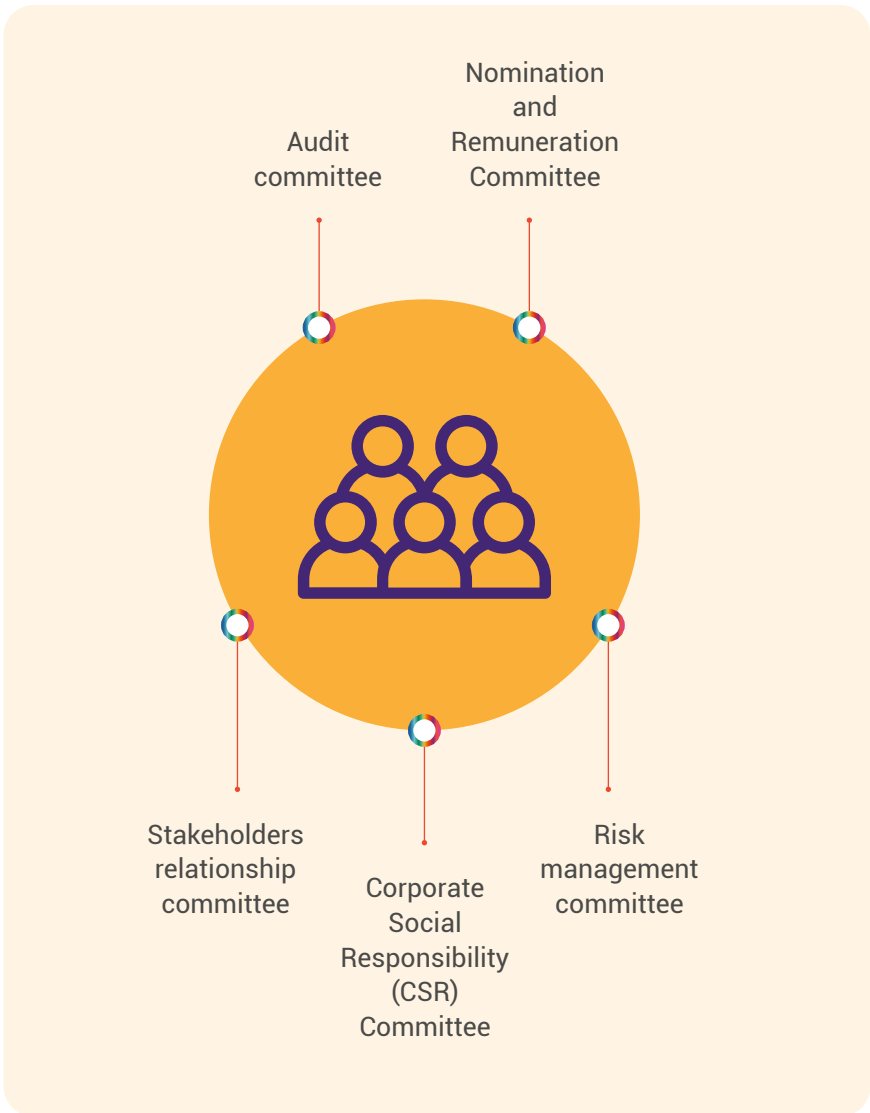 Audit
committee
Nomination
and
Remuneration
Committee
Stakeholders
relationship
committee
Corporate
Social
Responsibility
(CSR)
Committee
Risk
management
committee